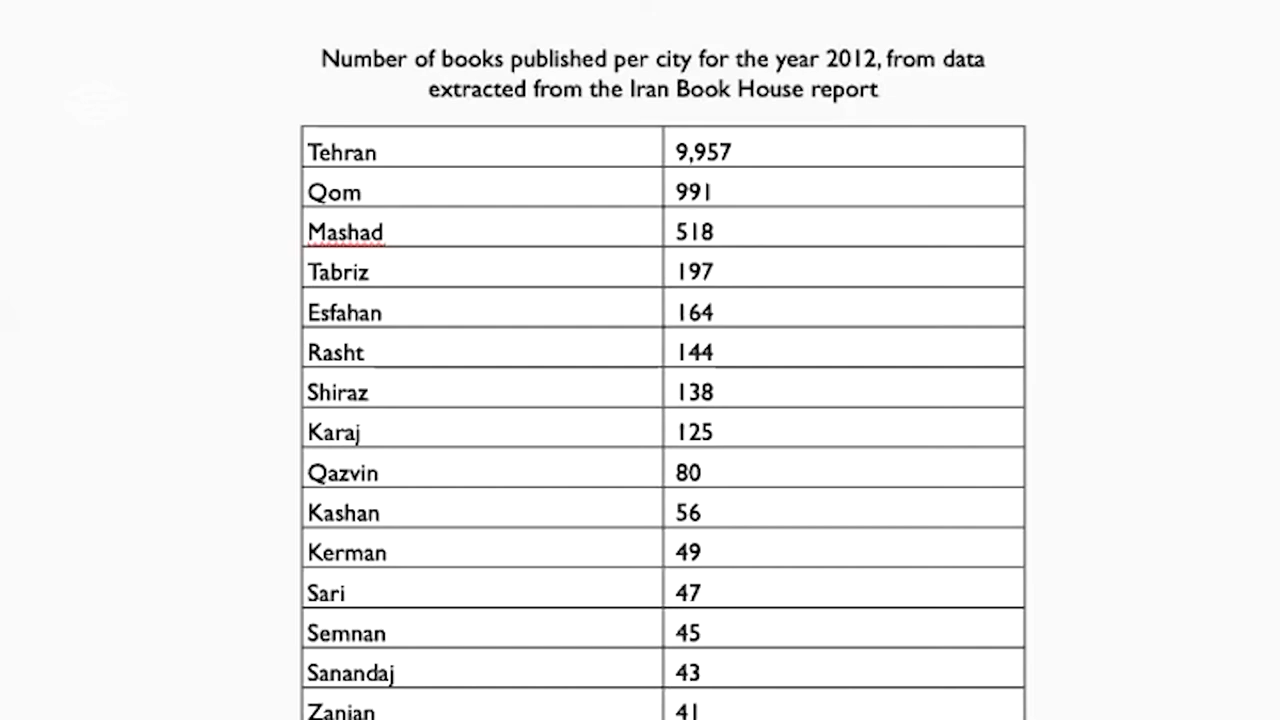 Number of books published per city for the year 2012, from data
extracted from the Iran Book House report
Tehran 9,957
Qom 991
Mashad 518
Tabriz 197
Esfahan 164
Rasht 144
Shiraz 138
Karaj 125
Qazvin 80
Kashan 56
Kerman 49
Sari 47
Semnan 45
Sanandaj 43
Zanjan 41